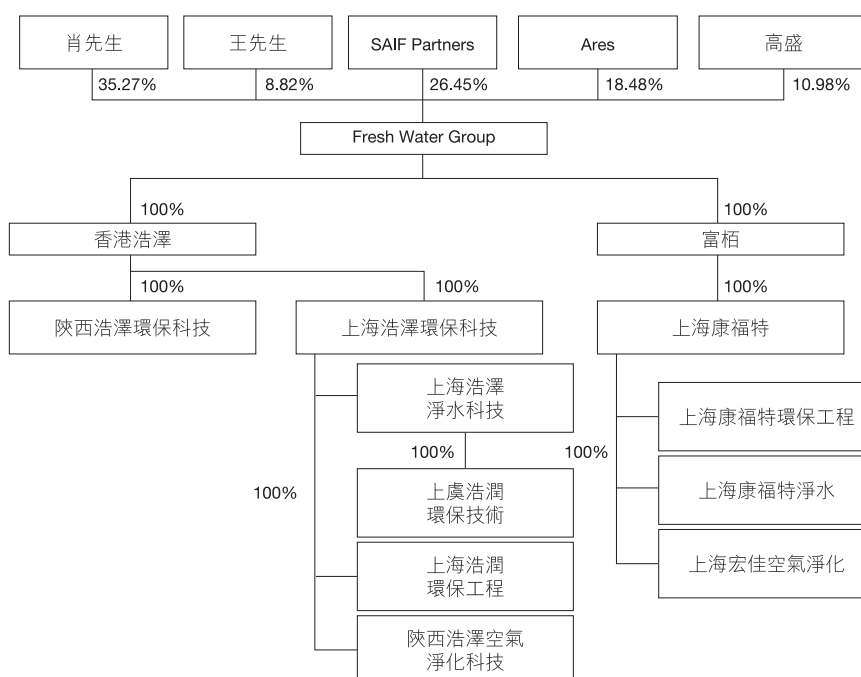 肖先生
王先生
SAIF Partners
Ares
高盛
35.27%
8.82%
26.45%
18.48%
10.98%
Fresh Water Group
100%
100%
香港浩澤
富栢
100%
100%
100%
陝西浩澤環保科技
上海浩澤環保科技
上海康福特
上海浩澤
淨水科技
上海康福特環保工程
100%
100%
100%
上虞浩潤
環保技術
上海康福特淨水
上海浩潤
環保工程
上海宏佳空氣淨化
陝西浩澤空氣
淨化科技